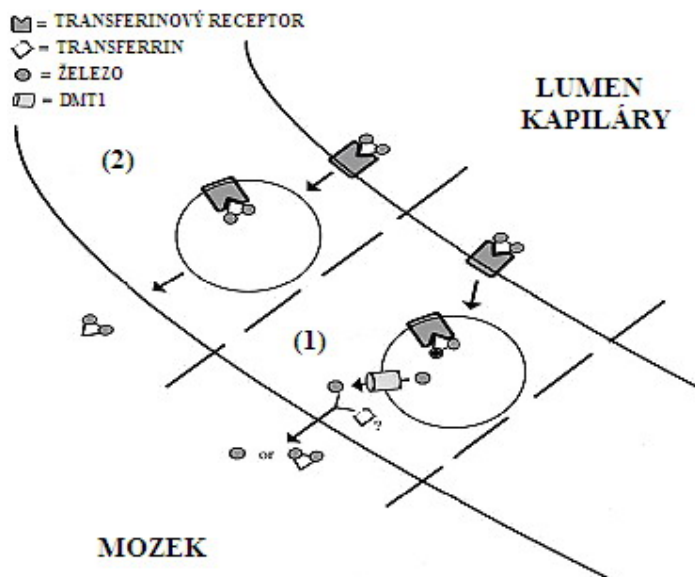 = TRANSFERINOVÝ RECEPTOR
= TRANSFERRIN
= ŽELEZO
= DMT1
LUMEN
KAPILÁRY
(2)
(1)
?
or
MOZEK